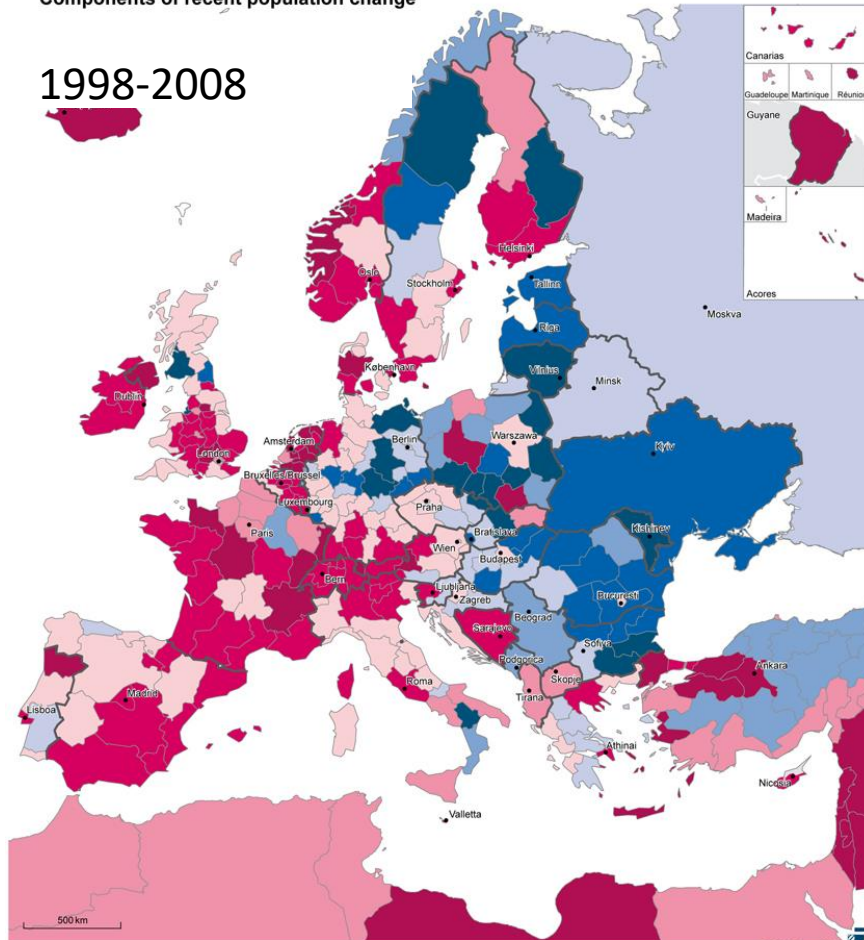 Components of recent population change
1998-2008
Canarias
Guadeloupe Martinique Réunion
Guyane
Madeira
Acores
Helsinki
Oslo
Stockholm
Tallinn
Riga
Moskva
Vilnius
Minsk
København
Dublin
Amsterdam
Berlin
Warszawa
London
Bruxelles/Brussel
Kyiv
Luxembourg
Praha
Paris
Kishinev
Bratislava
Wien
Budapest
Bern
Ljubljana
Zagreb
Bucuresti
Beograd
Sarajevo
Sofiya
Podgorica
Skopje
Ankara
Roma
Tirana
Madrid
Lisboa
Athinai
Nicosia
Valletta
500 km